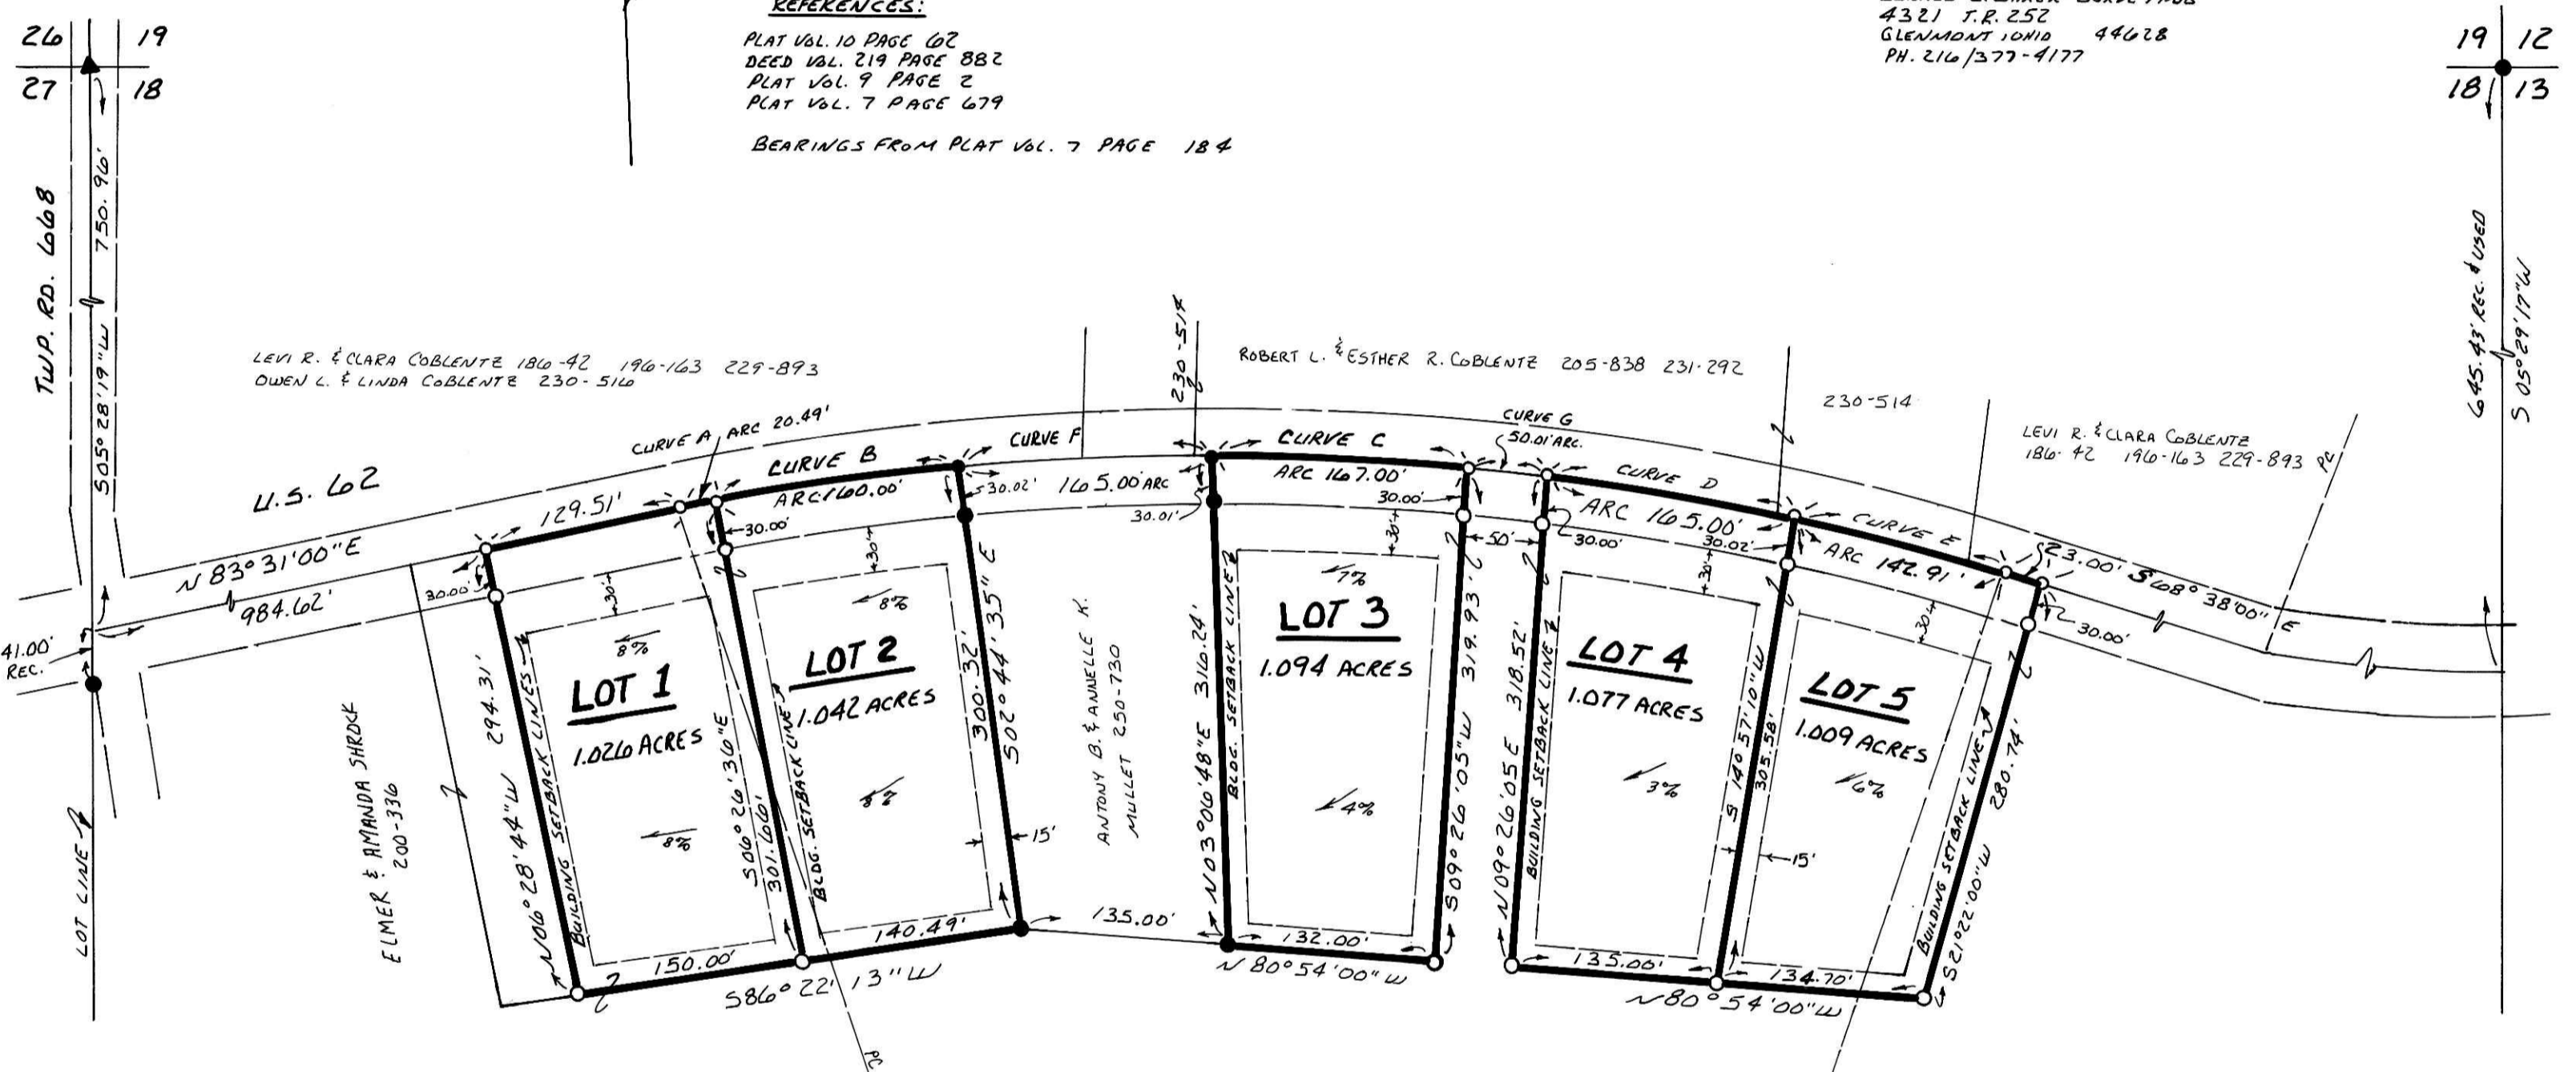 REFERENCES:
PLAT VOL. 10 PAGE 62
DEED VOL. 219 PAGE 882
PLAT VOL. 9 PAGE 2
PLAT VOL. 7 PAGE 679
BEARINGS FROM PLAT VOL. 7 PAGE 184
4321 T.R. 252
GLENMONT, OHIO 44628
PH. 216/377-4177
26 19
27 18
19 12
18 13
TWP. RD. 668
S05°28'19"W 750.96'
645.43' REC. & USED
S 05°29'17"W
LEVI R. & CLARA COBLENTZ 186-42 196-163 229-893
OWEN L. & LINDA COBLENTZ 230-516
230-514
ROBERT L. & ESTHER R. COBLENTZ 205-838 231-292
230-514
LEVI R. & CLARA COBLENTZ
186-42 196-163 229-893
PC
U.S. 62
CURVE A ARC 20.49'
CURVE B
CURVE F
CURVE C
CURVE G
50.01' ARC.
CURVE D
CURVE E
23.00'
S68°38'00"E
129.51'
ARC 160.00'
30.02'
165.00' ARC
30.01'
ARC 167.00'
30.00'
ARC 165.00'
30.02'
ARC 142.91'
30.00'
N 83°31'00"E
984.62'
30.00'
30.00'
30'
30'
30'
50'
30.00'
30'
30'
41.00'
REC.
LOT LINE
ELMER & AMANDA SHROCK
200-336
N06°28'44"W 294.31'
BUILDING SETBACK LINES
8%
LOT 1
1.026 ACRES
8%
S06°26'36"E
301.66'
BLDG. SETBACK LINES
8%
LOT 2
1.042 ACRES
8%
300.32'
S02°44'35"E
15'
ANTONY B. & ANNELLE K.
MULLET 250-730
N03°06'48"E 316.24'
BLDG. SETBACK LINE
7%
LOT 3
1.094 ACRES
4%
S09°26'05"W 319.93'
N09°26'05 E 318.52'
BUILDING SETBACK LINE
LOT 4
1.077 ACRES
3%
S 14°57'10"W
305.58'
15'
LOT 5
1.009 ACRES
6%
BUILDING SETBACK LINE
S21°22'00"W 280.74'
150.00'
140.49'
135.00'
132.00'
135.00'
134.70'
S86°22'13"W
N 80°54'00"W
N80°54'00"W
PC